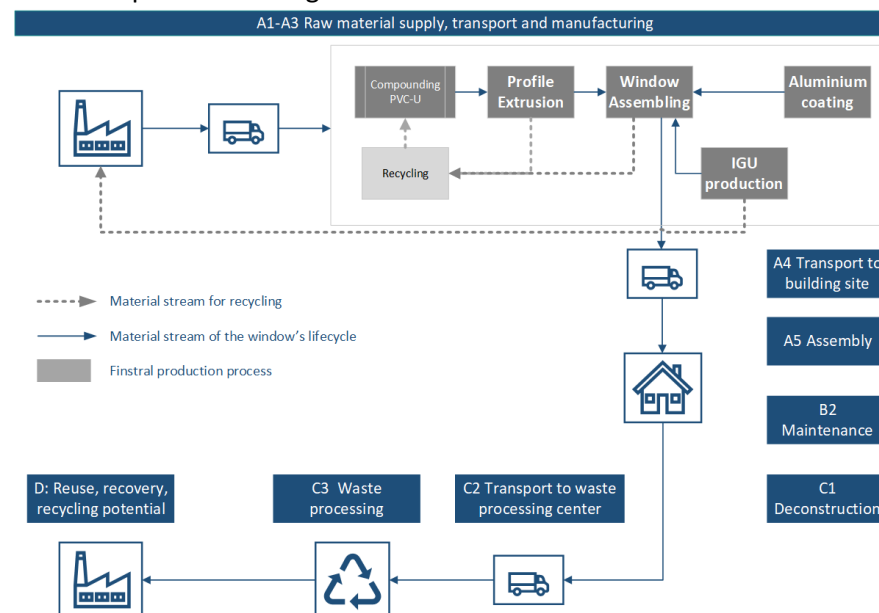 A1-A3 Raw material supply, transport and manufacturing
Compounding
PVC-U
Profile
Extrusion
Window
Assembling
Aluminium
coating
Recycling
IGU
production
A4 Transport to
building site
Material stream for recycling
Material stream of the window's lifecycle
A5 Assembly
Finstral production process
B2
Maintenance
D: Reuse, recovery,
recycling potential
C3 Waste
processing
C2 Transport to waste
processing center
C1
Deconstruction